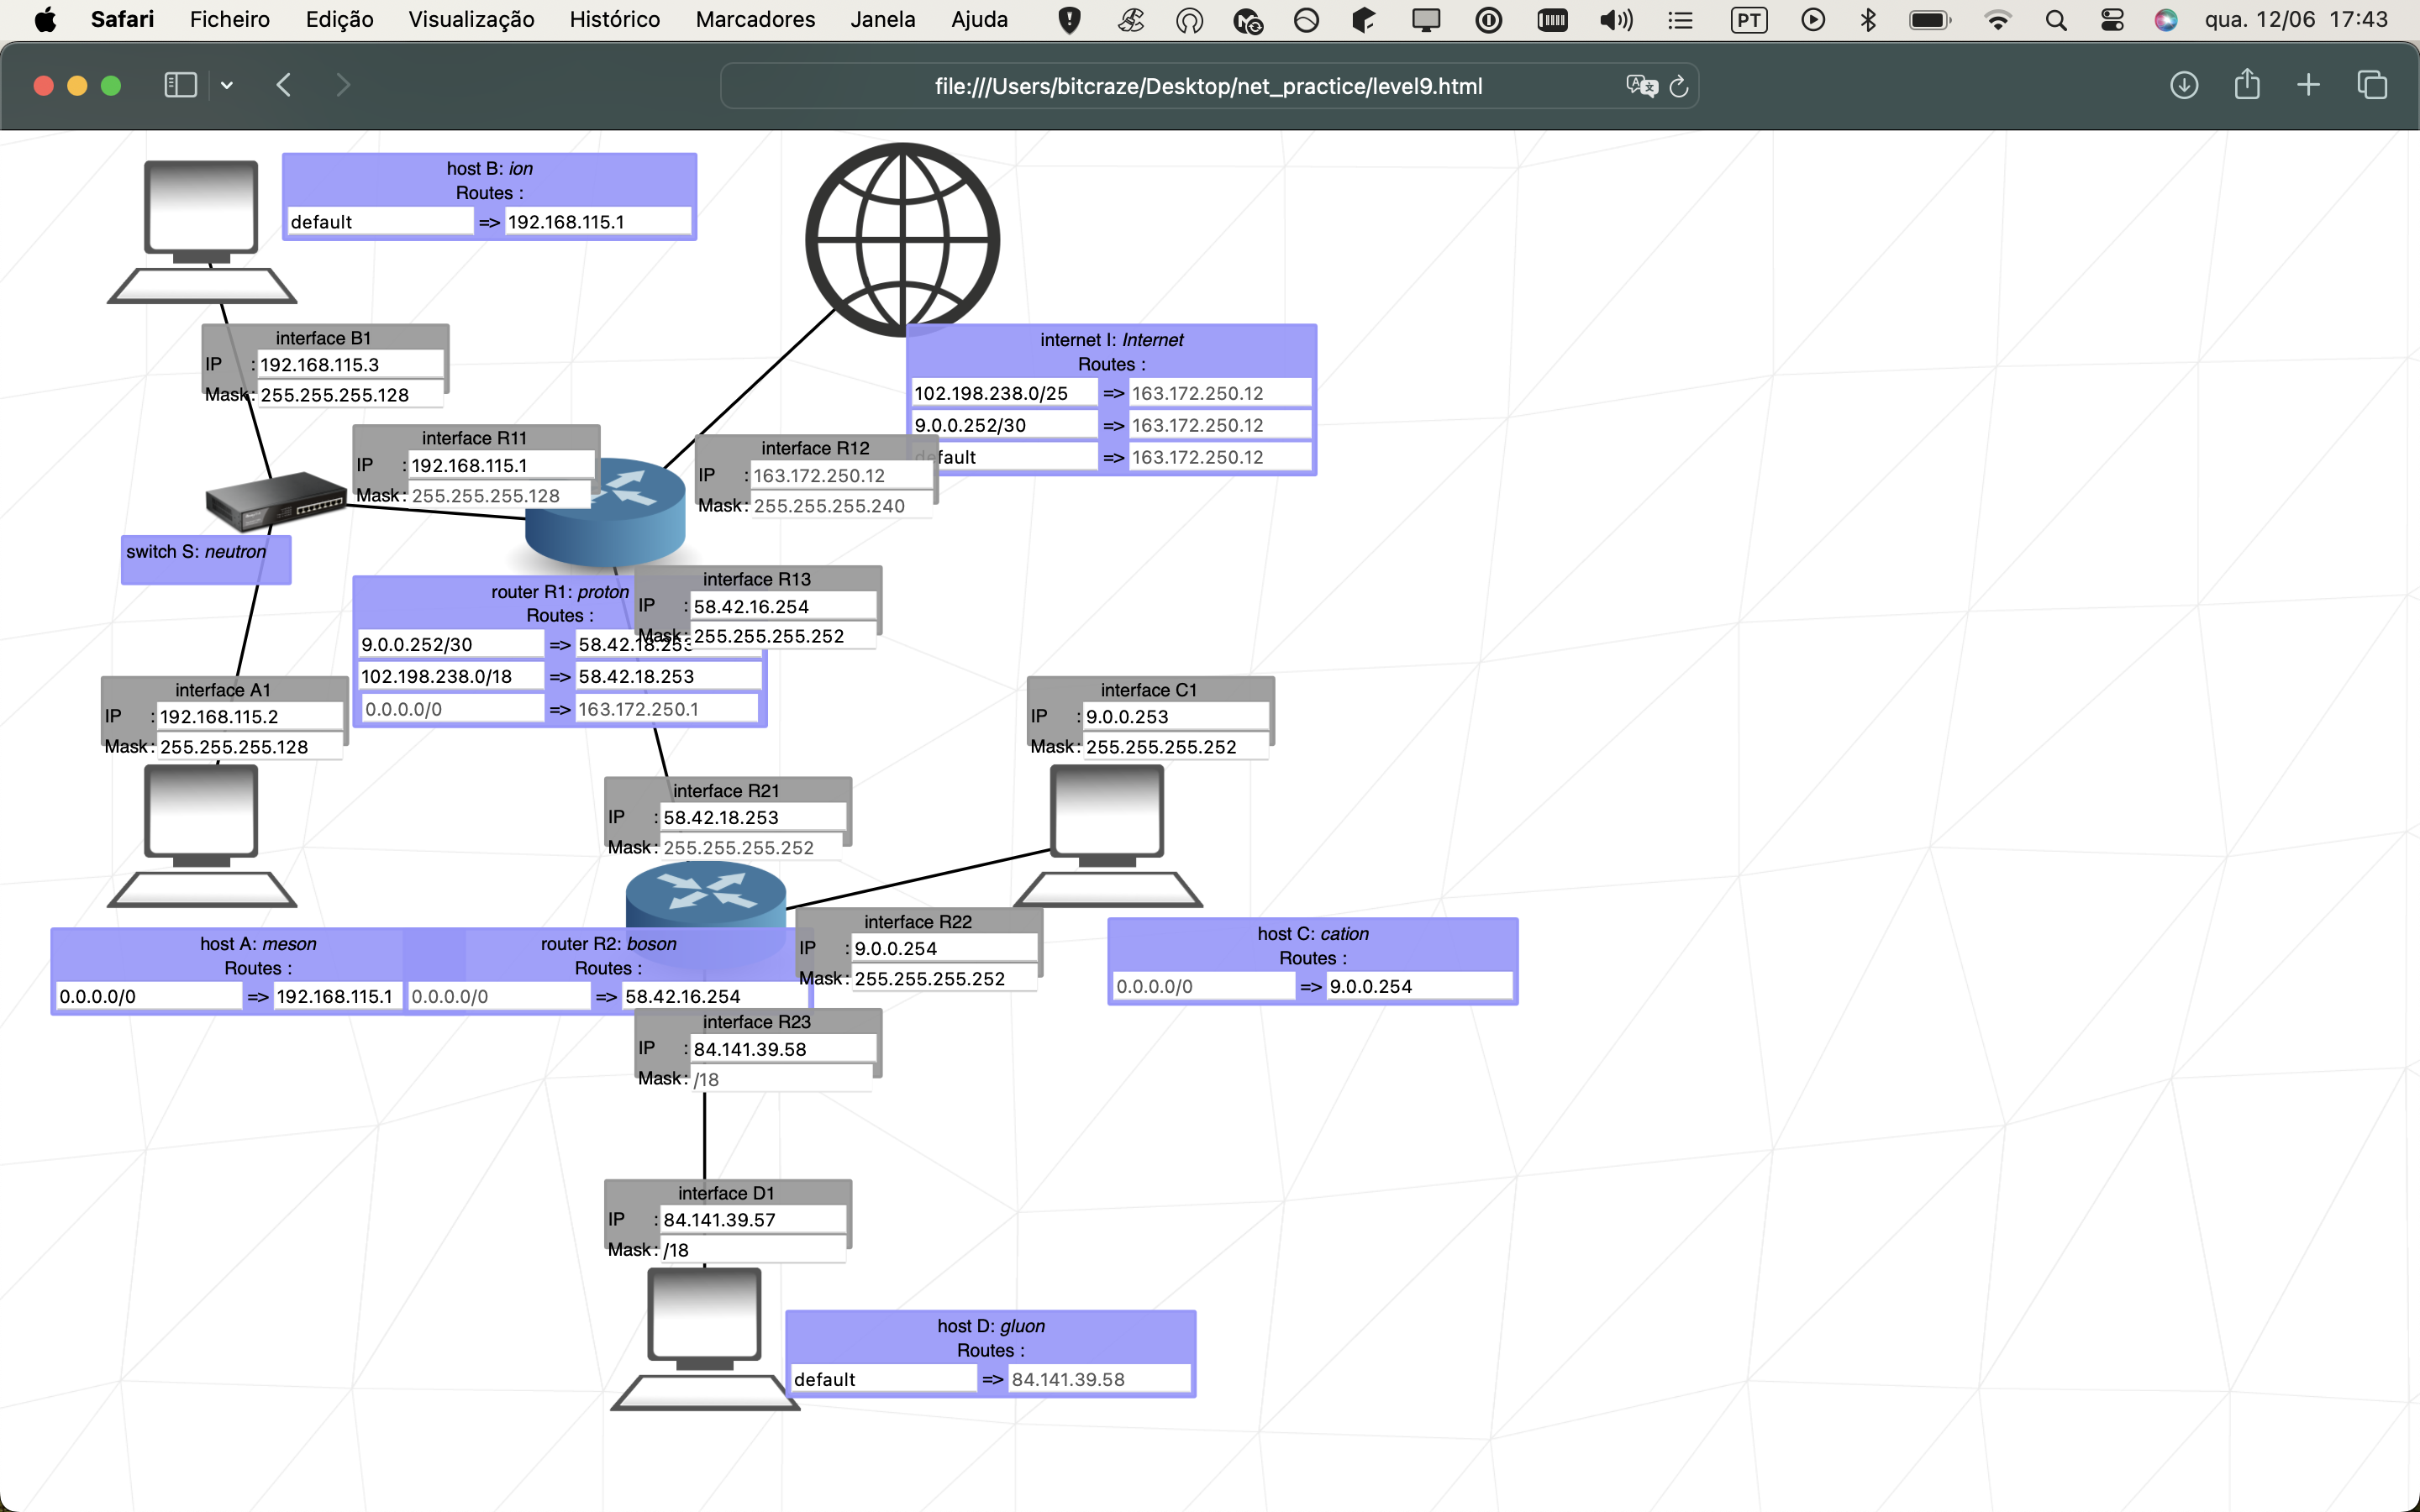 Safari Ficheiro Edição Visualização Histórico Marcadores Janela Ajuda PT qua. 12/06 17:43
file:///Users/bitcraze/Desktop/net_practice/level9.html
host B: ion
Routes :
default => 192.168.115.1
interface B1
IP : 192.168.115.3
Mask: 255.255.255.128
internet I: Internet
Routes :
102.198.238.0/25 => 163.172.250.12
9.0.0.252/30 => 163.172.250.12
default => 163.172.250.12
interface R11
IP : 192.168.115.1
Mask: 255.255.255.128
interface R12
IP : 163.172.250.12
Mask: 255.255.255.240
switch S: neutron
interface R13
IP : 58.42.16.254
Mask: 255.255.255.252
router R1: proton
Routes :
9.0.0.252/30 => 58.42.18.253
102.198.238.0/18 => 58.42.18.253
0.0.0.0/0 => 163.172.250.1
interface A1
IP : 192.168.115.2
Mask: 255.255.255.128
interface C1
IP : 9.0.0.253
Mask: 255.255.255.252
interface R21
IP : 58.42.18.253
Mask: 255.255.255.252
host A: meson
Routes :
0.0.0.0/0 => 192.168.115.1
router R2: boson
Routes :
0.0.0.0/0 => 58.42.16.254
interface R22
IP : 9.0.0.254
Mask: 255.255.255.252
host C: cation
Routes :
0.0.0.0/0 => 9.0.0.254
interface R23
IP : 84.141.39.58
Mask: /18
interface D1
IP : 84.141.39.57
Mask: /18
host D: gluon
Routes :
default => 84.141.39.58